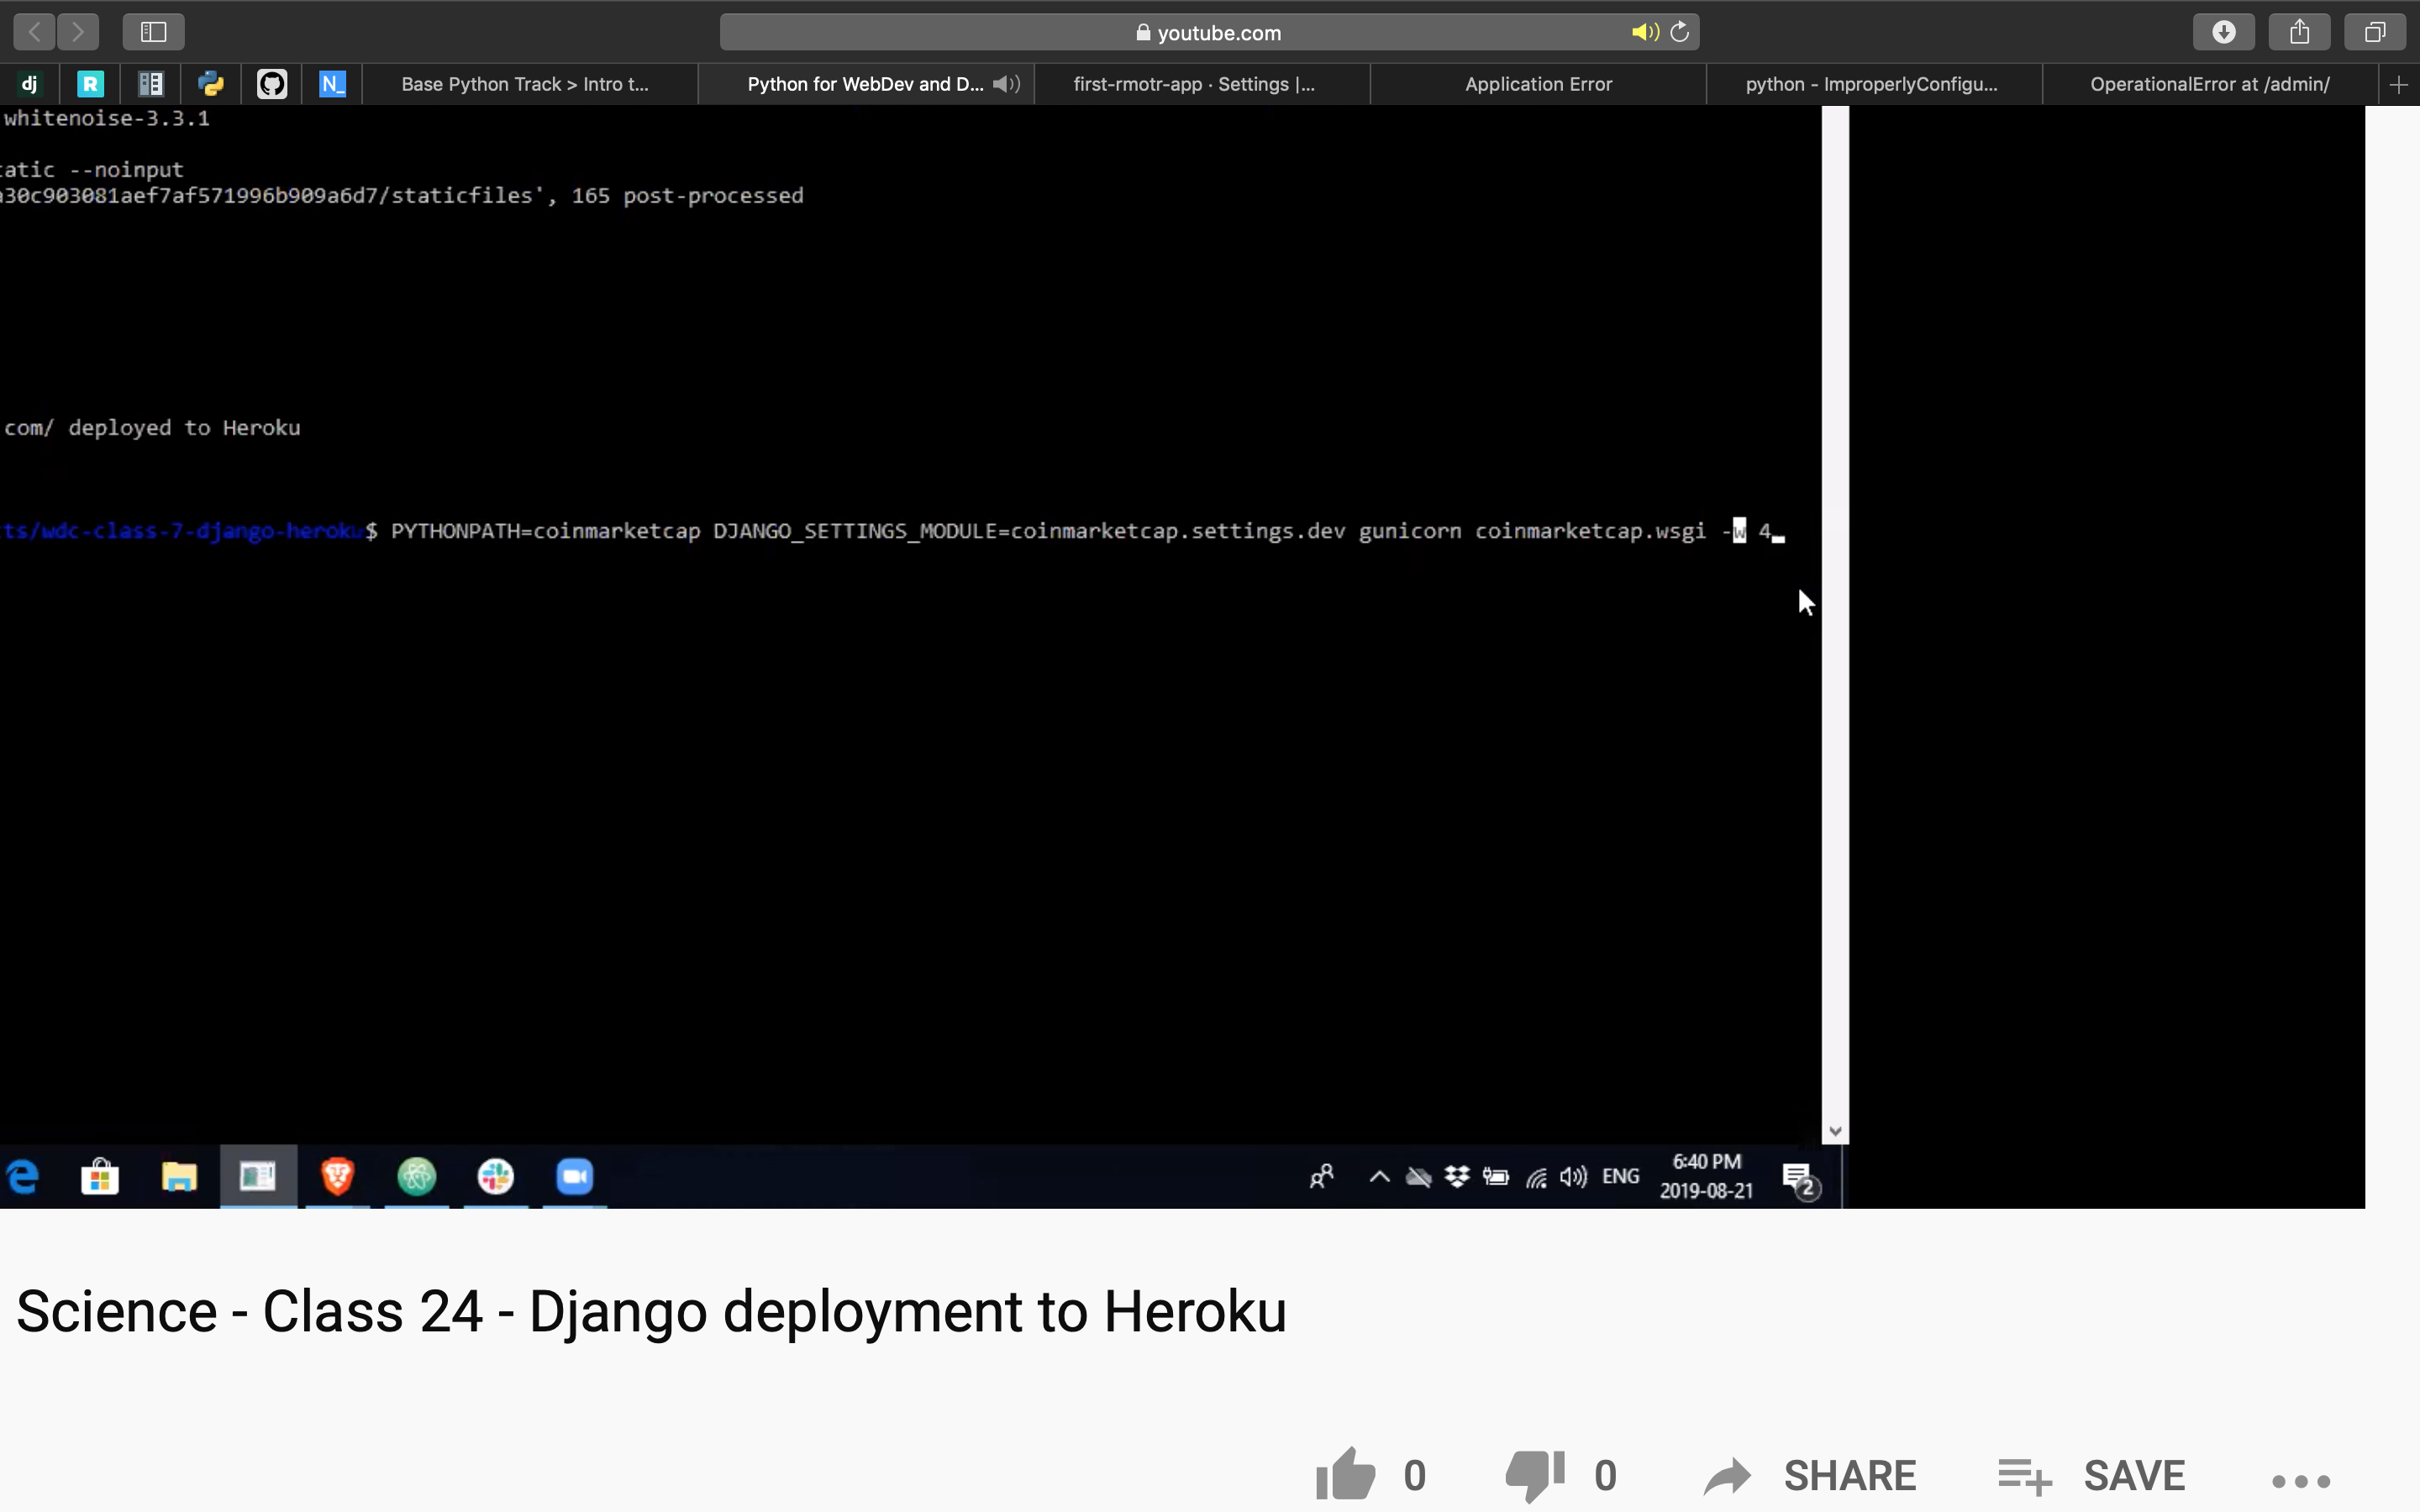 youtube.com
dj R N_ Base Python Track > Intro t... Python for WebDev and D... first-rmotr-app · Settings |... Application Error python - ImproperlyConfigu... OperationalError at /admin/
whitenoise-3.3.1
atic --noinput
a30c903081aef7af571996b909a6d7/staticfiles', 165 post-processed
com/ deployed to Heroku
ts/wdc-class-7-django-heroku$ PYTHONPATH=coinmarketcap DJANGO_SETTINGS_MODULE=coinmarketcap.settings.dev gunicorn coinmarketcap.wsgi -w 4
ENG
6:40 PM
2019-08-21
2
Science - Class 24 - Django deployment to Heroku
0 0 SHARE SAVE